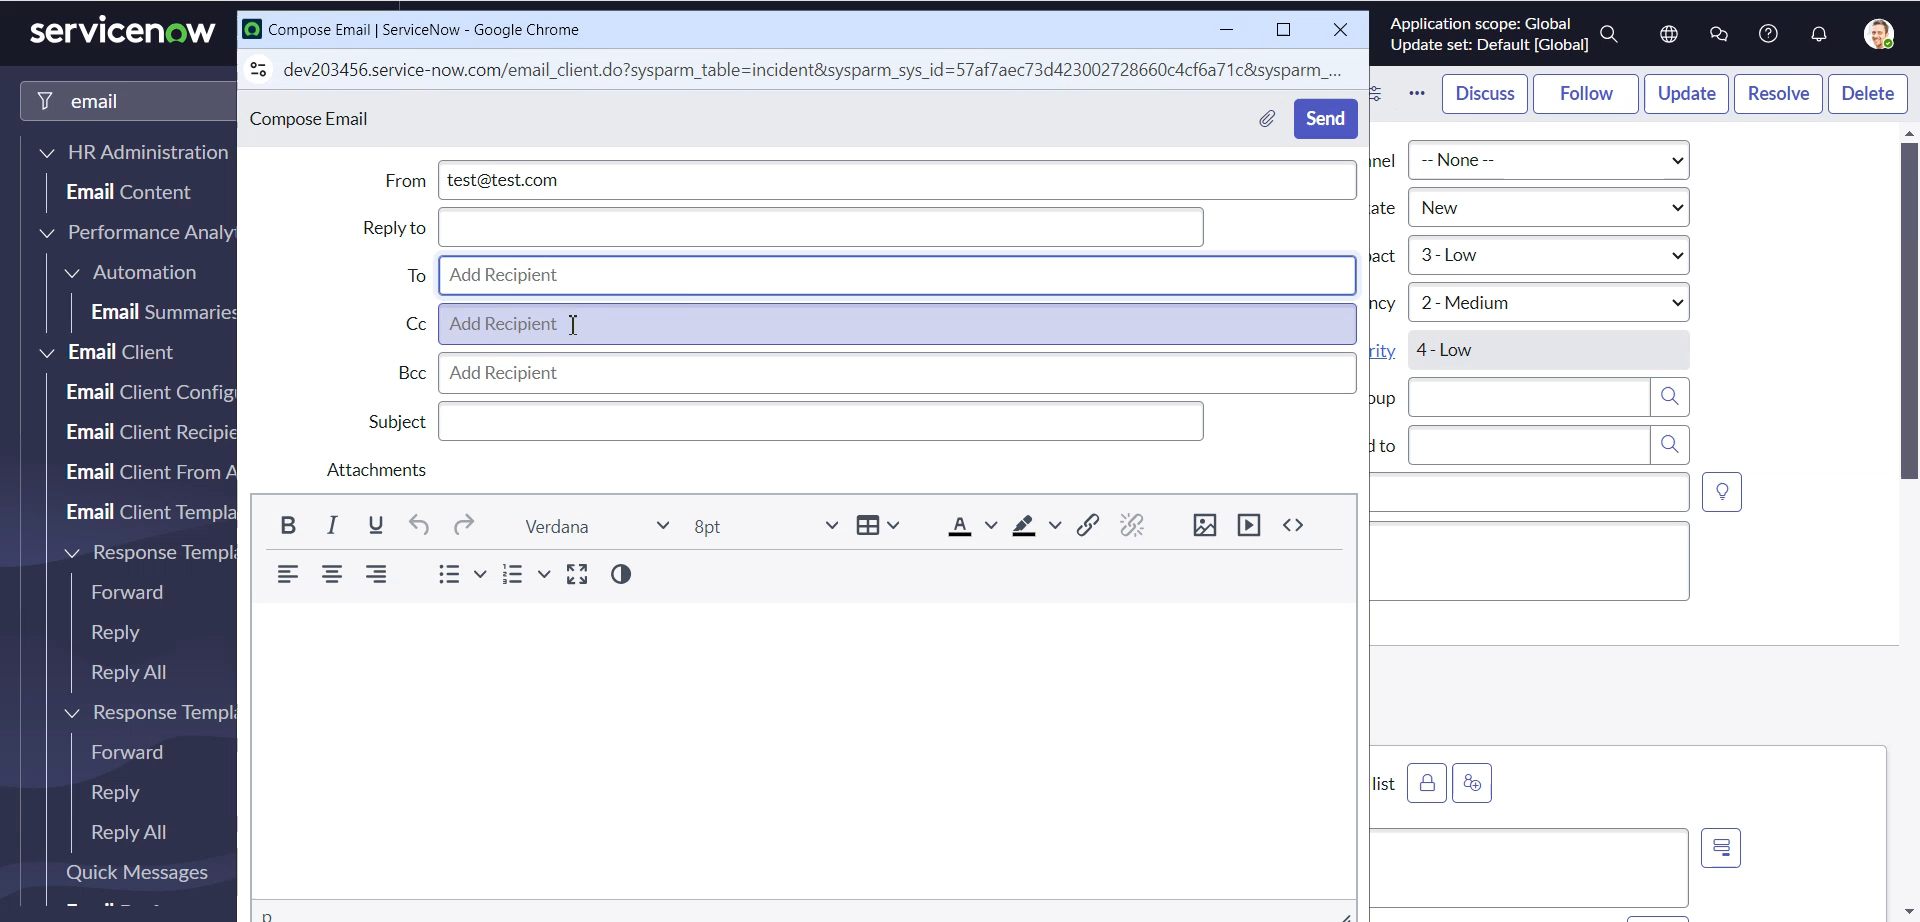 servicenow
Compose Email | ServiceNow - Google Chrome
Application scope: Global
Update set: Default [Global]
dev203456.service-now.com/email_client.do?sysparm_table=incident&sysparm_sys_id=57af7aec73d423002728660c4cf6a71c&sysparm_...
email
Compose Email
Send
Discuss
Follow
Update
Resolve
Delete
HR Administration
Email Content
Performance Analy
Automation
Email Summaries
Email Client
Email Client Config
Email Client Recipie
Email Client From A
Email Client Templa
Response Templa
Forward
Reply
Reply All
Response Templa
Forward
Reply
Reply All
Quick Messages
From test@test.com
Reply to
To Add Recipient
Cc Add Recipient
Bcc Add Recipient
Subject
Attachments
Verdana 8pt
p
nel -- None --
ate New
act 3 - Low
ncy 2 - Medium
rity 4 - Low
oup
d to
list